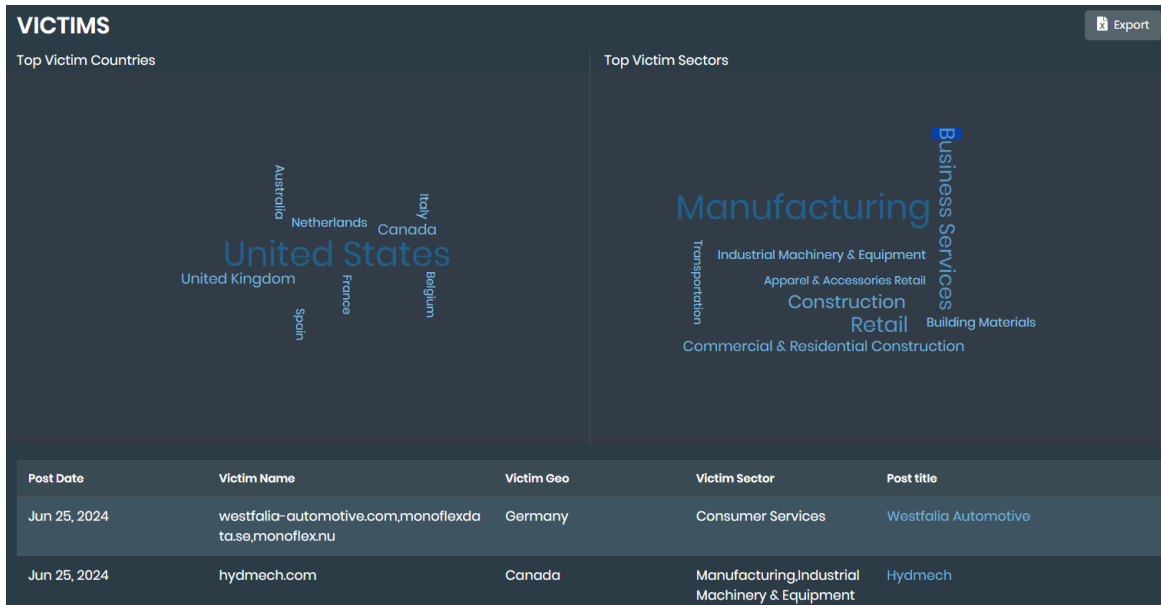 VICTIMS
Export
Top Victim Countries
Top Victim Sectors
Australia
Italy
Netherlands
Canada
United States
United Kingdom
France
Belgium
Spain
Business Services
Manufacturing
Transportation
Industrial Machinery & Equipment
Apparel & Accessories Retail
Construction
Retail
Building Materials
Commercial & Residential Construction
Post Date Victim Name Victim Geo Victim Sector Post title
Jun 25, 2024 westfalia-automotive.com,monoflexda Germany Consumer Services Westfalia Automotive
ta.se,monoflex.nu
Jun 25, 2024 hydmech.com Canada Manufacturing,Industrial Hydmech
Machinery & Equipment